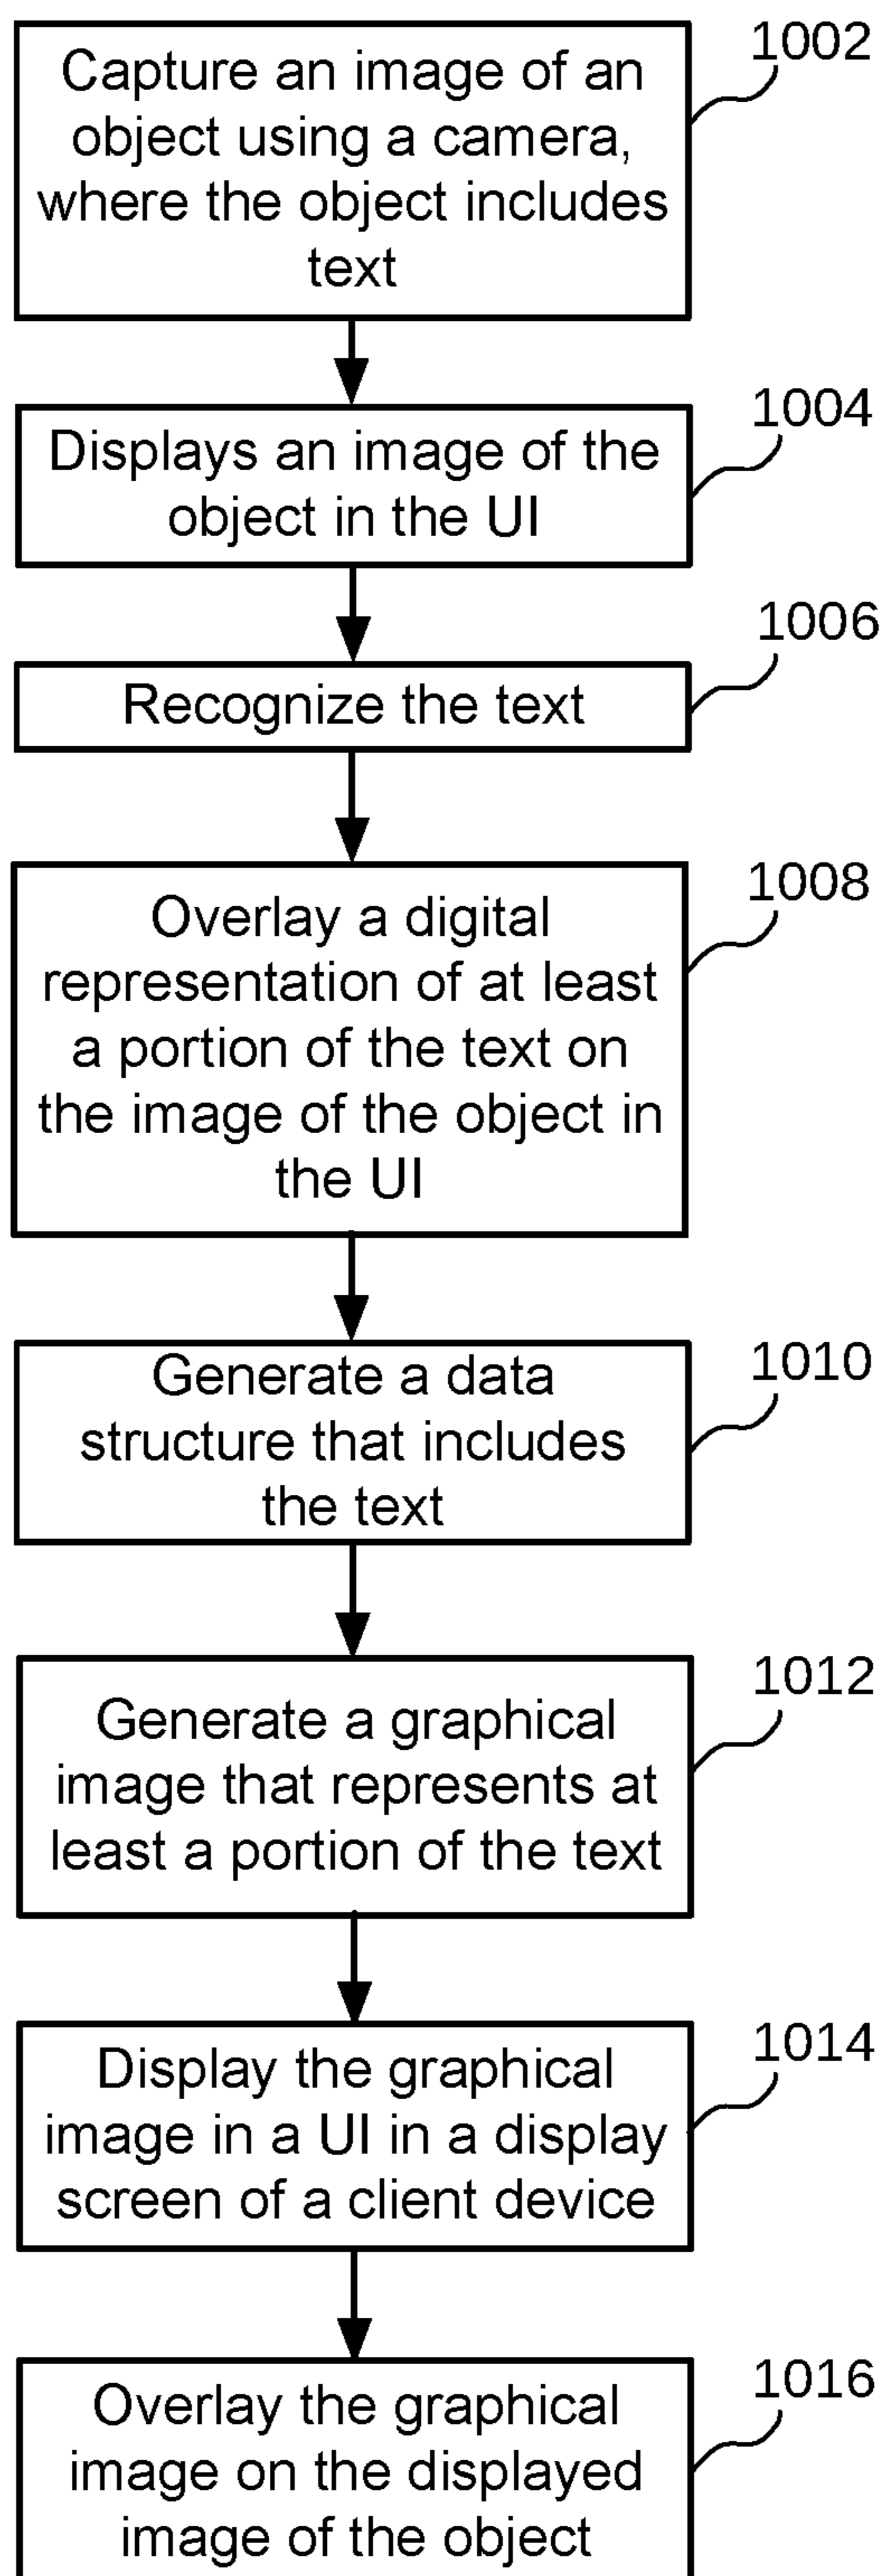 1002
Capture an image of an
object using a camera,
where the object includes
text
1004
Displays an image of the
object in the UI
1006
Recognize the text
1008
Overlay a digital
representation of at least
a portion of the text on
the image of the object in
the UI
1010
Generate a data
structure that includes
the text
1012
Generate a graphical
image that represents at
least a portion of the text
1014
Display the graphical
image in a UI in a display
screen of a client device
1016
Overlay the graphical
image on the displayed
image of the object